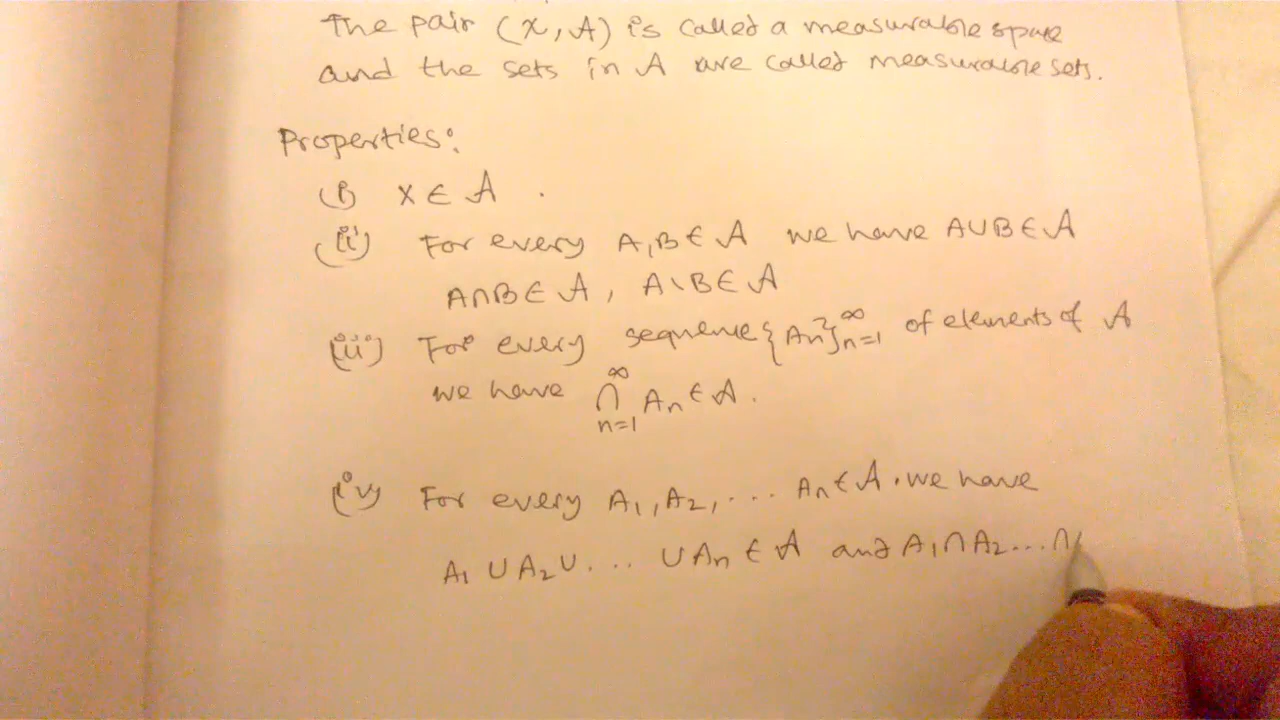 The pair (X, A) is called a measurable space
and the sets in A are called measurable sets.
Properties:
(i) X ∈ A.
(ii) For every A, B ∈ A we have A∪B ∈ A
A∩B ∈ A, A\B ∈ A
(iii) For every sequence {An}∞n=1 of elements of A
we have ∞∩n=1 An ∈ A.
(iv) For every A1, A2, ... An ∈ A, we have
A1 ∪ A2 ∪ ... ∪ An ∈ A and A1 ∩ A2 ... ∩